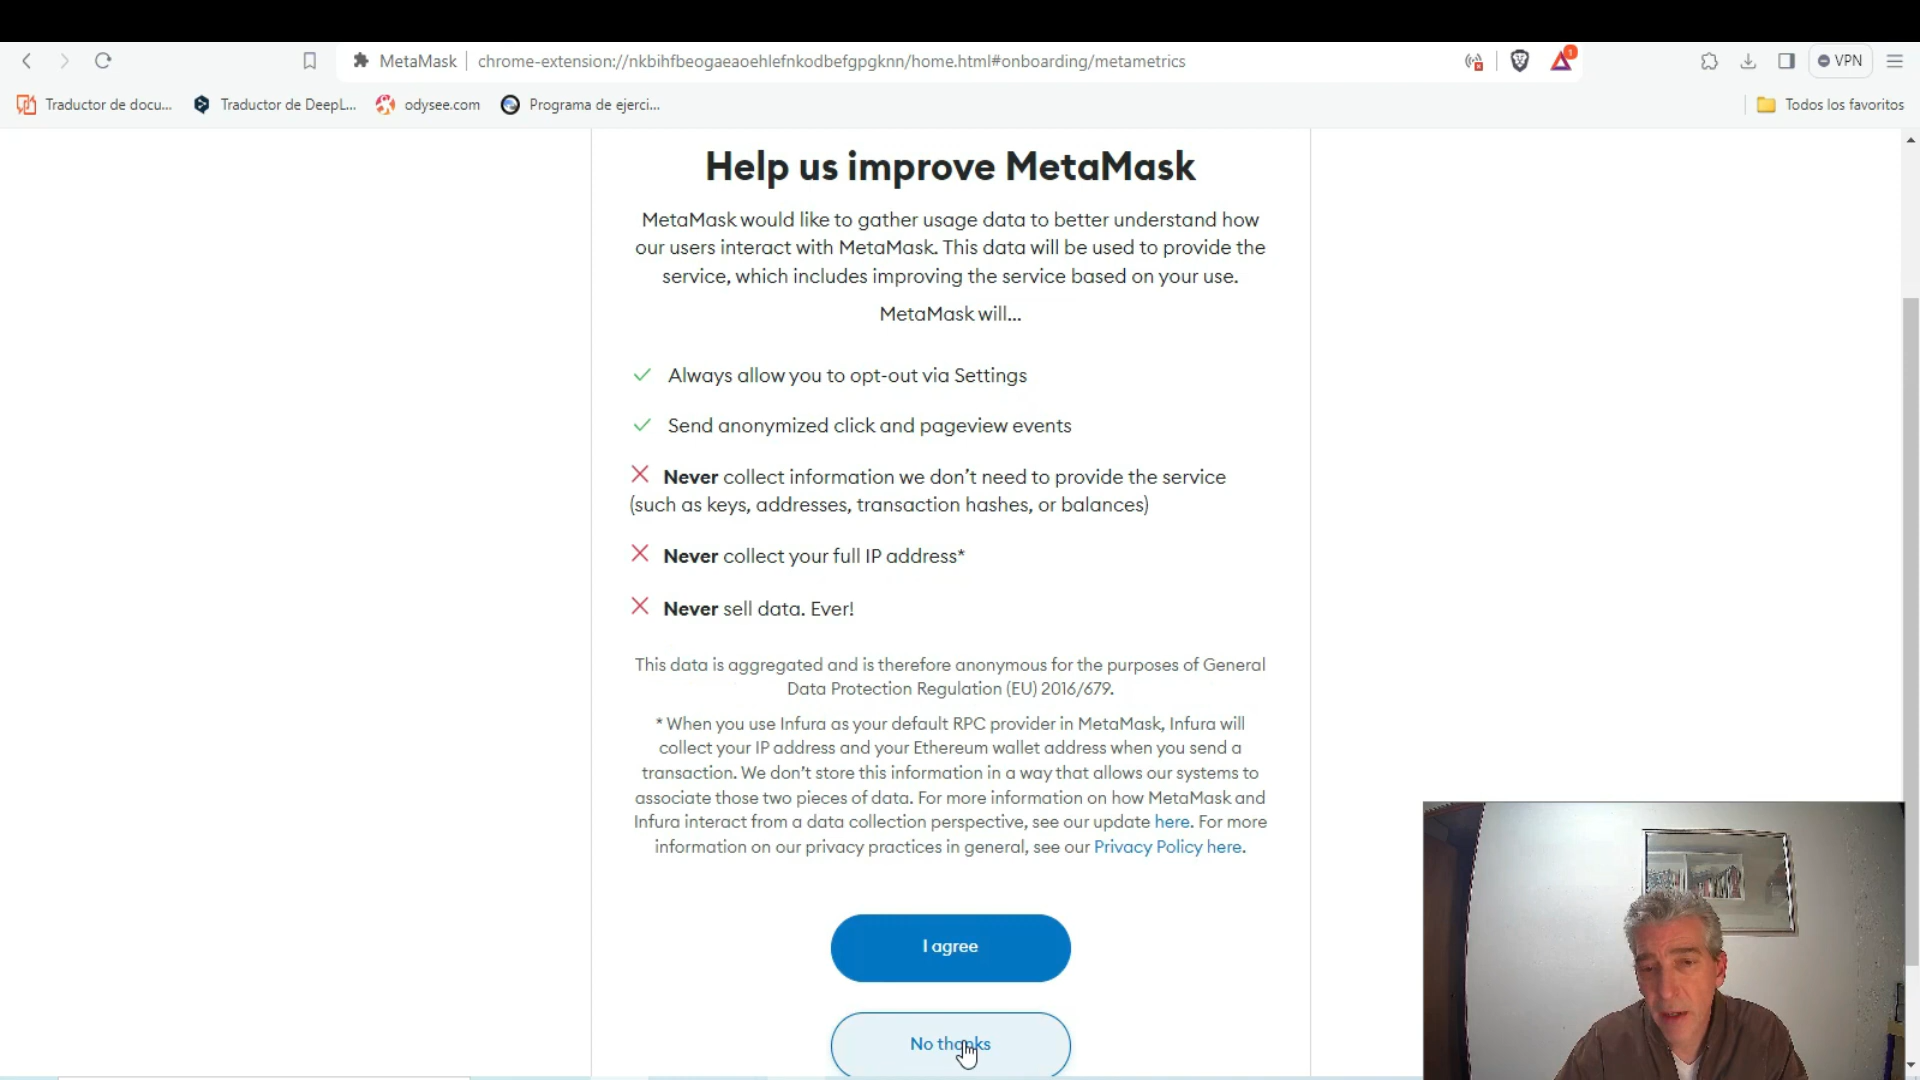 MetaMask
chrome-extension://nkbihfbeogaeaoehlefnkodbefgpgknn/home.html#onboarding/metametrics
1
VPN
Traductor de docu...
Traductor de DeepL...
odysee.com
Programa de ejerci...
Todos los favoritos
Help us improve MetaMask
MetaMask would like to gather usage data to better understand how
our users interact with MetaMask. This data will be used to provide the
service, which includes improving the service based on your use.
MetaMask will...
Always allow you to opt-out via Settings
Send anonymized click and pageview events
Never collect information we don't need to provide the service
(such as keys, addresses, transaction hashes, or balances)
Never collect your full IP address*
Never sell data. Ever!
This data is aggregated and is therefore anonymous for the purposes of General
Data Protection Regulation (EU) 2016/679.
* When you use Infura as your default RPC provider in MetaMask, Infura will
collect your IP address and your Ethereum wallet address when you send a
transaction. We don't store this information in a way that allows our systems to
associate those two pieces of data. For more information on how MetaMask and
Infura interact from a data collection perspective, see our update here. For more
information on our privacy practices in general, see our Privacy Policy here.
I agree
No thanks